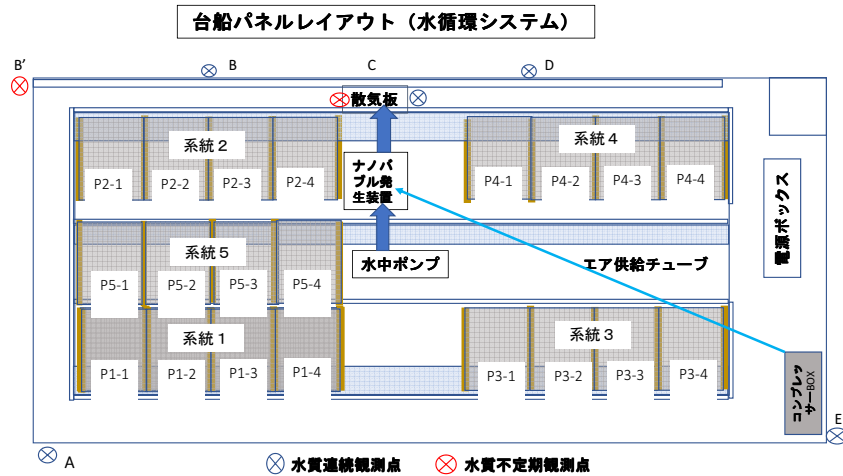 台船パネルレイアウト（水循環システム）
B'
B
C
D
散気板
系統２
系統４
ナノバ
ブル発
生装置
P2-1
P2-2
P2-3
P2-4
P4-1
P4-2
P4-3
P4-4
電源ボックス
系統５
水中ポンプ
エア供給チューブ
P5-1
P5-2
P5-3
P5-4
系統１
系統３
P1-1
P1-2
P1-3
P1-4
P3-1
P3-2
P3-3
P3-4
コンプレッ
サーBOX
E
A
水質連続観測点
水質不定期観測点